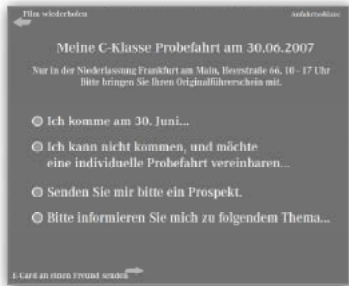 Film wiederholen
Anfahrtsskizze
Meine C-Klasse Probefahrt am 30.06.2007
Nur in der Niederlassung Frankfurt am Main, Heerstraße 66, 10 - 17 Uhr
Bitte bringen Sie Ihren Originalführerschein mit.
Ich komme am 30. Juni...
Ich kann nicht kommen, und möchte
eine individuelle Probefahrt vereinbaren...
Senden Sie mir bitte ein Prospekt.
Bitte informieren Sie mich zu folgendem Thema...
E-Card an einen Freund senden